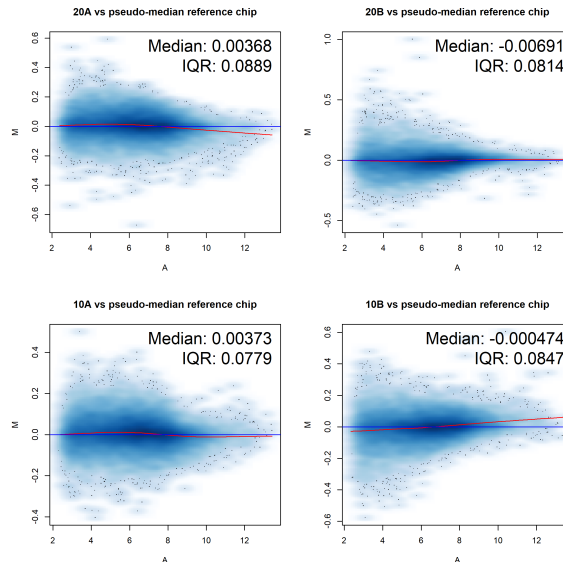 20A vs pseudo-median reference chip
Median: 0.00368
IQR: 0.0889
0.6
0.4
0.2
0.0
-0.2
-0.4
-0.6
M
2 4 6 8 10 12
A
20B vs pseudo-median reference chip
Median: -0.00691
IQR: 0.0814
1.0
0.5
0.0
-0.5
M
2 4 6 8 10 12
A
10A vs pseudo-median reference chip
Median: 0.00373
IQR: 0.0779
0.4
0.2
0.0
-0.2
-0.4
M
2 4 6 8 10 12
A
10B vs pseudo-median reference chip
Median: -0.000474
IQR: 0.0847
0.6
0.4
0.2
0.0
-0.2
-0.4
-0.6
M
2 4 6 8 10 12
A